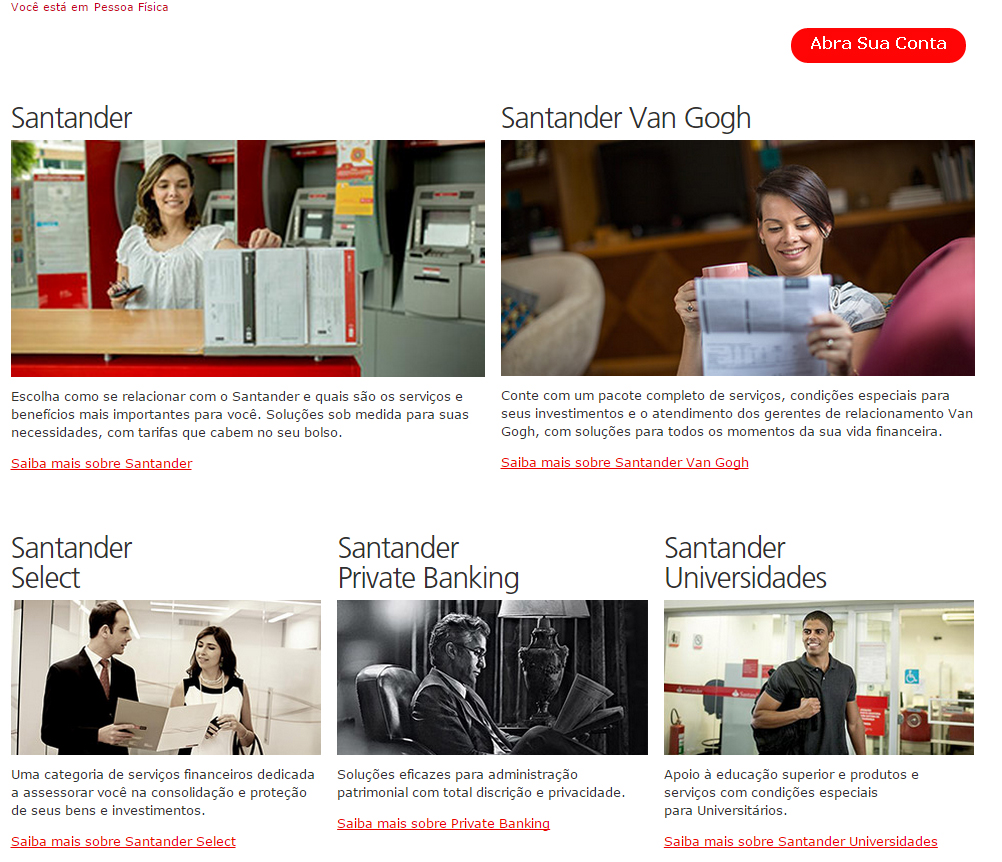 Você está em Pessoa Física
Abra Sua Conta
Santander
Santander Van Gogh
Escolha como se relacionar com o Santander e quais são os serviços e
benefícios mais importantes para você. Soluções sob medida para suas
necessidades, com tarifas que cabem no seu bolso.
Saiba mais sobre Santander
Conte com um pacote completo de serviços, condições especiais para
seus investimentos e o atendimento dos gerentes de relacionamento Van
Gogh, com soluções para todos os momentos da sua vida financeira.
Saiba mais sobre Santander Van Gogh
Santander
Select
Uma categoria de serviços financeiros dedicada
a assessorar você na consolidação e proteção
de seus bens e investimentos.
Saiba mais sobre Santander Select
Santander
Private Banking
Soluções eficazes para administração
patrimonial com total discrição e privacidade.
Saiba mais sobre Private Banking
Santander
Universidades
Santander
Apoio à educação superior e produtos e
serviços com condições especiais
para Universitários.
Saiba mais sobre Santander Universidades